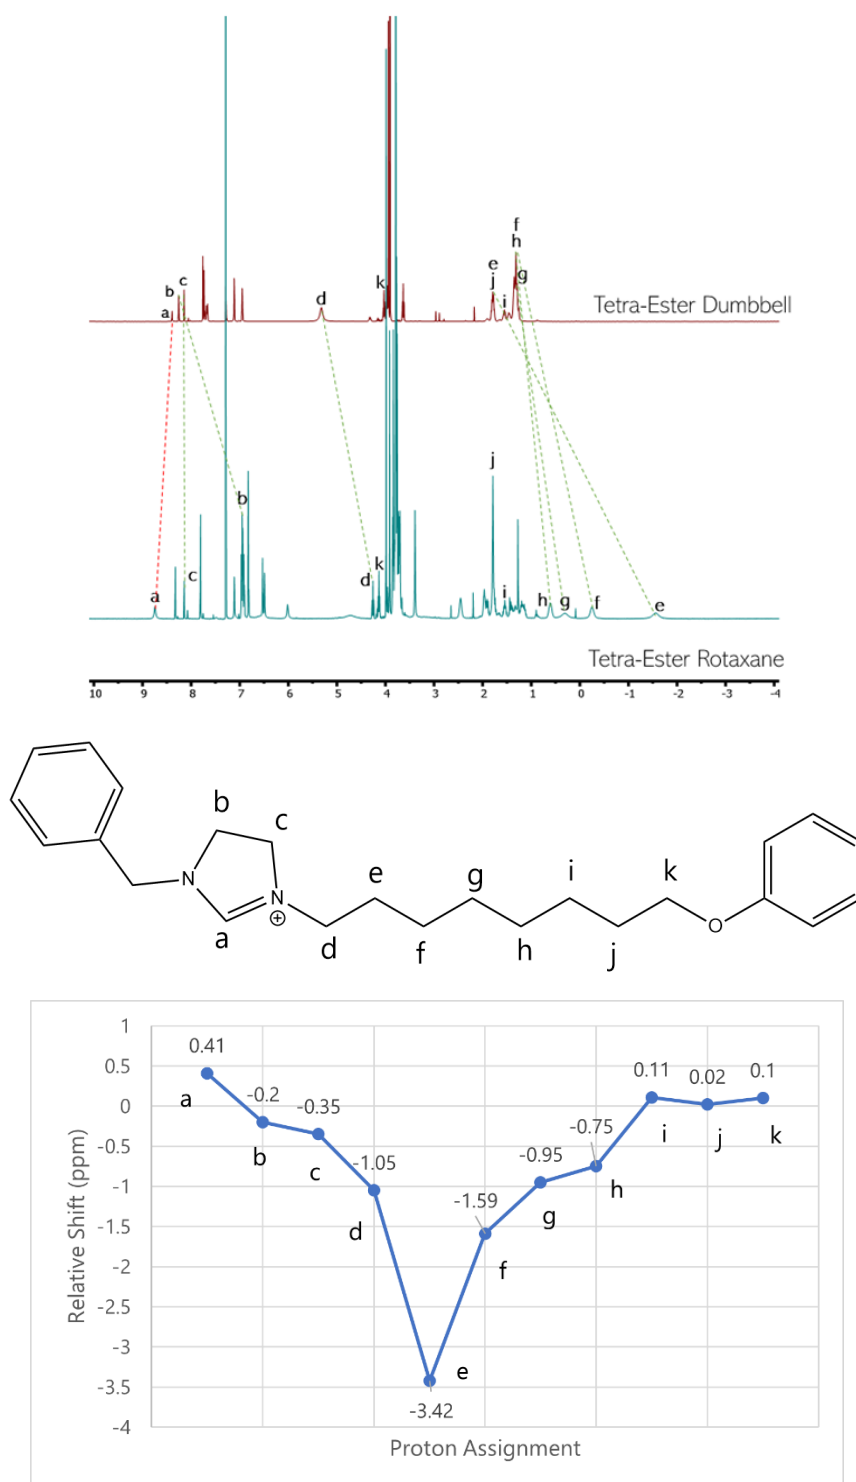 f
h
g
e
j
i
k
d
c
b
a
Tetra-Ester Dumbbell
j
b
k
d
c
a
i
h
g
f
e
Tetra-Ester Rotaxane
10 9 8 7 6 5 4 3 2 1 0 -1 -2 -3 -4
b
c
e
g
i
k
N
N
⊕
a
d
f
h
j
O
1
0.5
0
-0.5
-1
-1.5
-2
-2.5
-3
-3.5
-4
Relative Shift (ppm)
0.41
-0.2
-0.35
-1.05
-3.42
-1.59
-0.95
-0.75
0.11
0.02
0.1
a
b
c
d
e
f
g
h
i
j
k
Proton Assignment